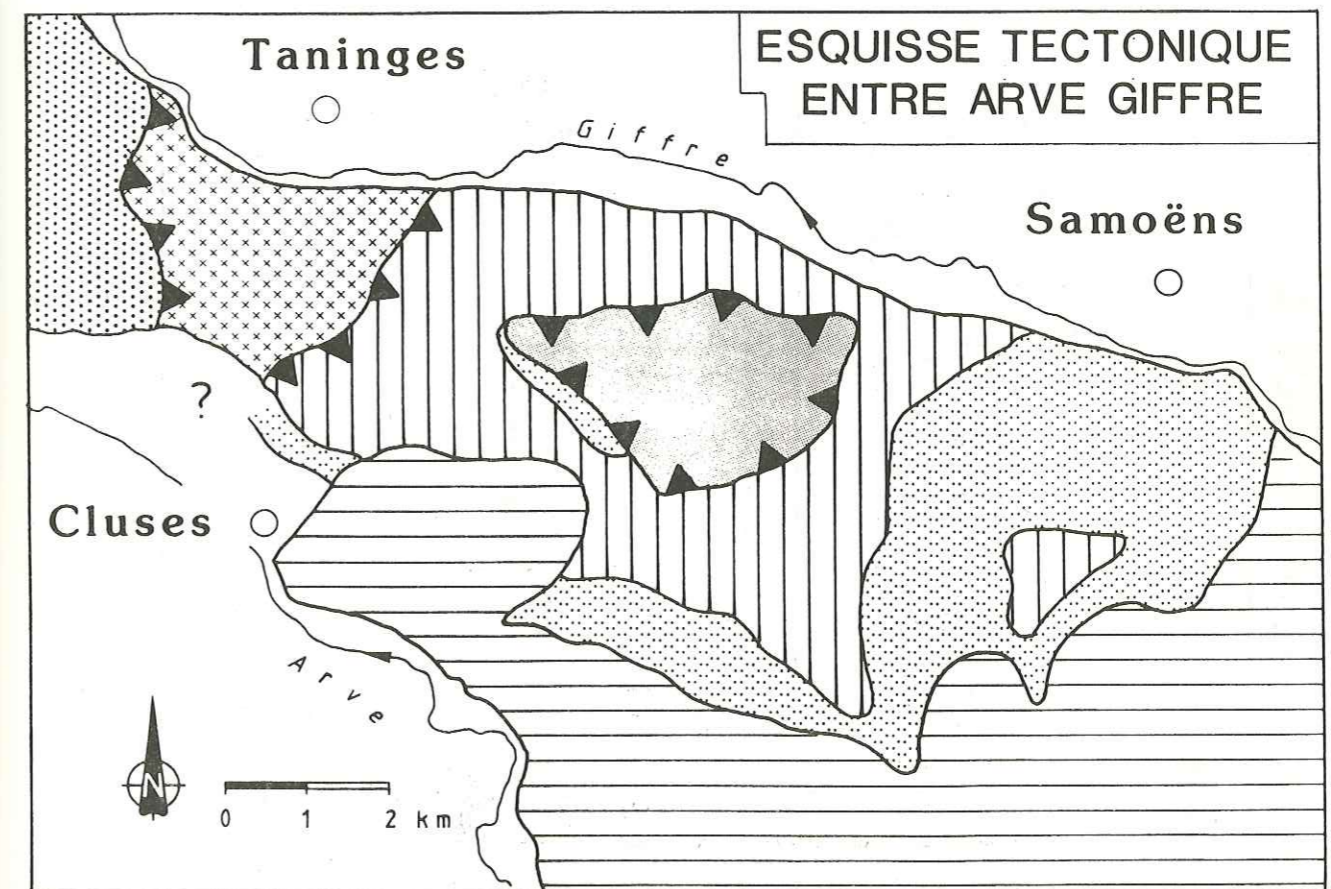 ESQUISSE TECTONIQUE
ENTRE ARVE GIFFRE
Taninges
Giffre
Samoëns
?
Cluses
Arve
N
0 1 2 km